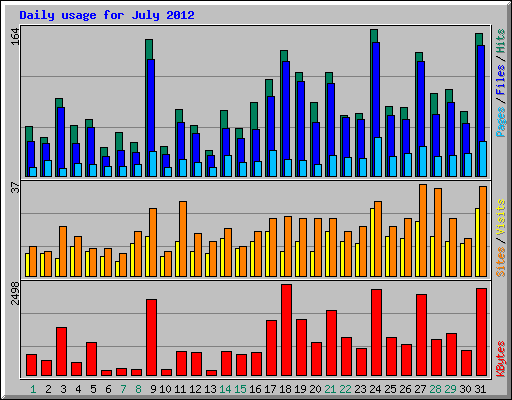 Daily usage for July 2012
164
Pages / Files / Hits
37
Sites / Visits
2498
KBytes
1 2 3 4 5 6 7 8 9 10 11 12 13 14 15 16 17 18 19 20 21 22 23 24 25 26 27 28 29 30 31